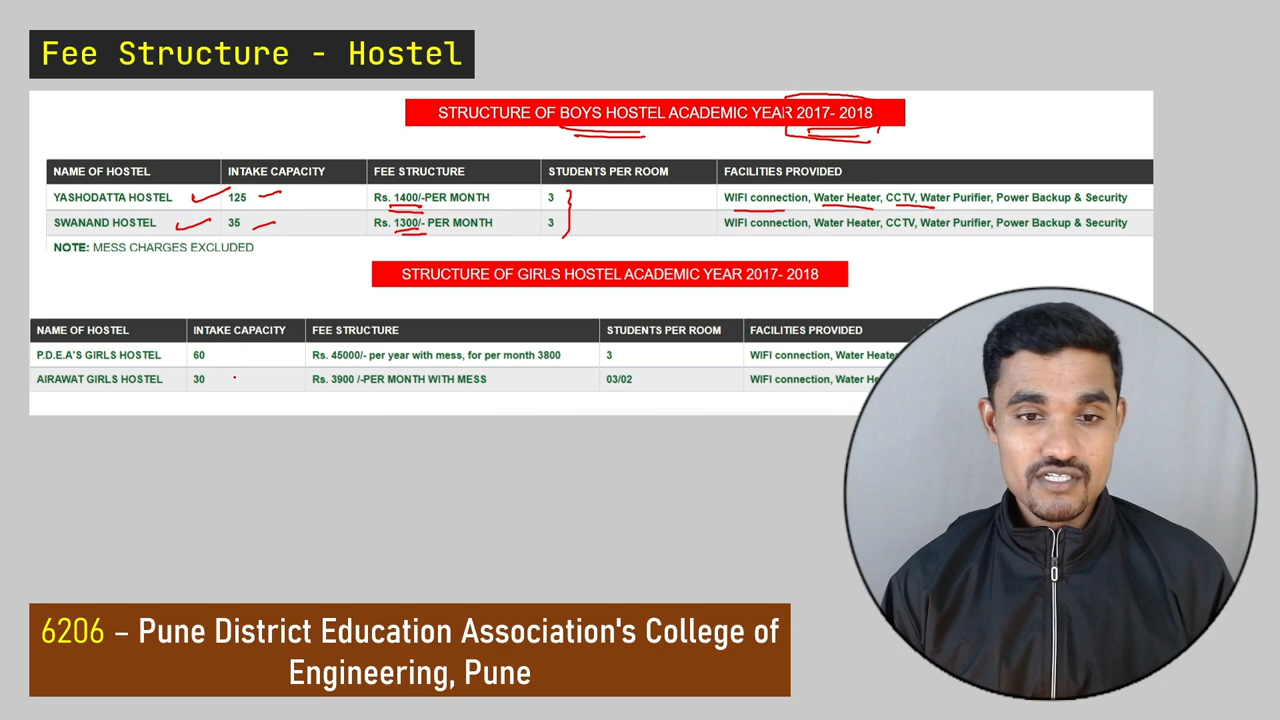 Fee Structure - Hostel
STRUCTURE OF BOYS HOSTEL ACADEMIC YEAR 2017- 2018
NAME OF HOSTEL INTAKE CAPACITY FEE STRUCTURE STUDENTS PER ROOM FACILITIES PROVIDED
YASHODATTA HOSTEL 125 Rs. 1400/-PER MONTH 3 WIFI connection, Water Heater, CCTV, Water Purifier, Power Backup & Security
SWANAND HOSTEL 35 Rs. 1300/- PER MONTH 3 WIFI connection, Water Heater, CCTV, Water Purifier, Power Backup & Security
NOTE: MESS CHARGES EXCLUDED
STRUCTURE OF GIRLS HOSTEL ACADEMIC YEAR 2017- 2018
NAME OF HOSTEL INTAKE CAPACITY FEE STRUCTURE STUDENTS PER ROOM FACILITIES PROVIDED
P.D.E.A'S GIRLS HOSTEL 60 Rs. 45000/- per year with mess, for per month 3800 3 WIFI connection, Water Heater
AIRAWAT GIRLS HOSTEL 30 Rs. 3900 /-PER MONTH WITH MESS 03/02 WIFI connection, Water
6206 – Pune District Education Association's College of
Engineering, Pune